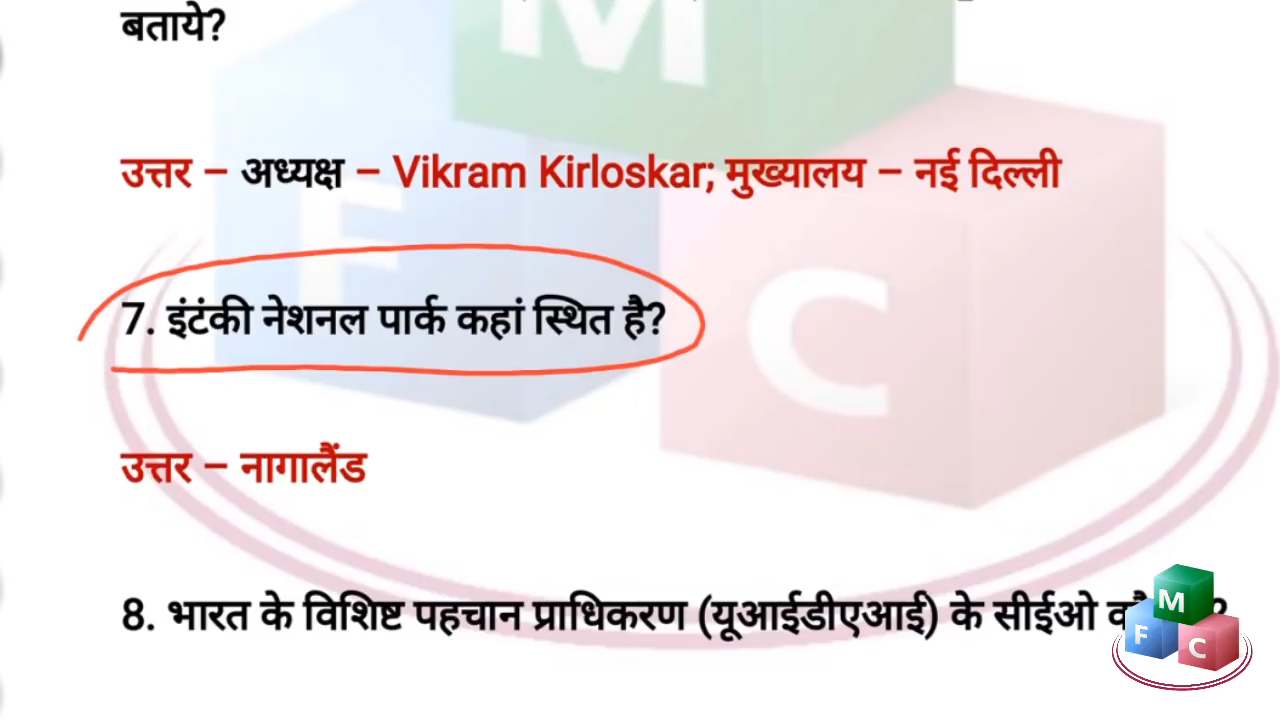 बताये?
M
उत्तर – अध्यक्ष – Vikram Kirloskar; मुख्यालय – नई दिल्ली
F
C
7. इंटंकी नेशनल पार्क कहां स्थित है?
उत्तर – नागालैंड
8. भारत के विशिष्ट पहचान प्राधिकरण (यूआईडीएआई) के सीईओ
M
F
C